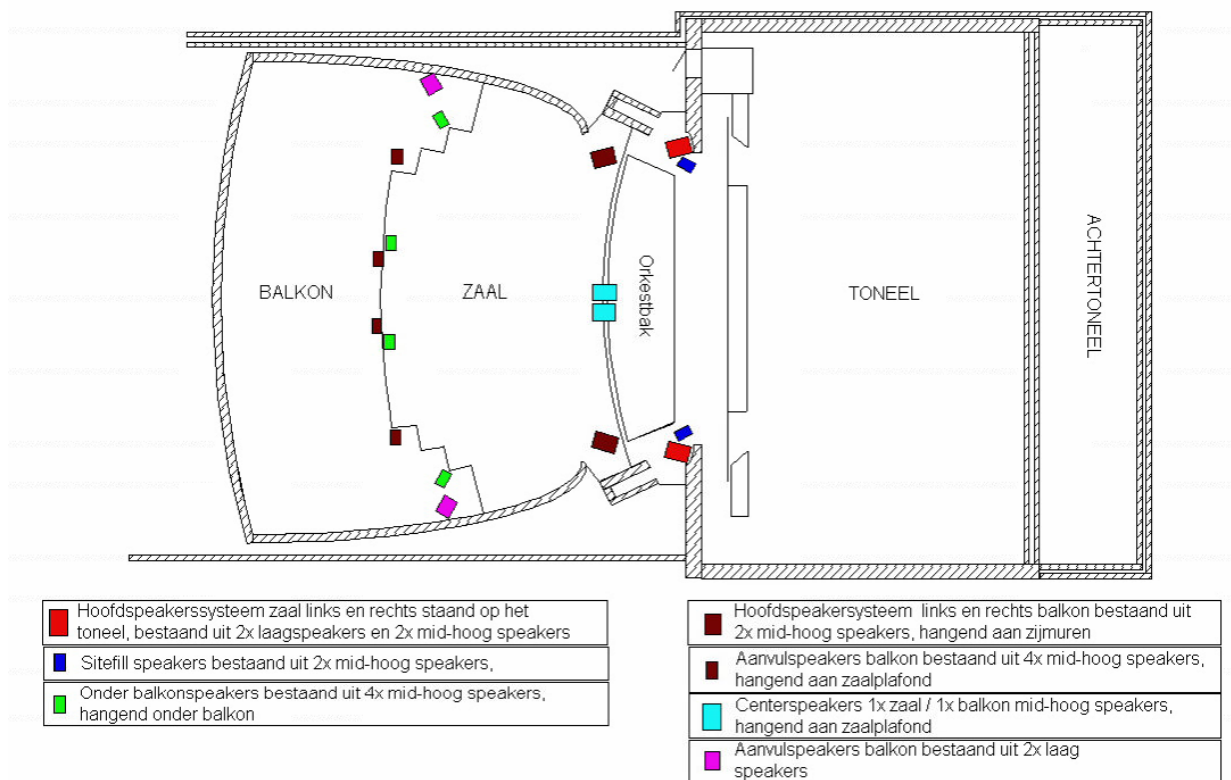 BALKON
ZAAL
Orkestbak
TONEEL
ACHTERTONEEL
Hoofdspeakerssysteem zaal links en rechts staand op het
toneel, bestaand uit 2x laagspeakers en 2x mid-hoog speakers
Sitefill speakers bestaand uit 2x mid-hoog speakers,
Onder balkonspeakers bestaand uit 4x mid-hoog speakers,
hangend onder balkon
Hoofdspeakersysteem links en rechts balkon bestaand uit
2x mid-hoog speakers, hangend aan zijmuren
Aanvulspeakers balkon bestaand uit 4x mid-hoog speakers,
hangend aan zaalplafond
Centerspeakers 1x zaal / 1x balkon mid-hoog speakers,
hangend aan zaalplafond
Aanvulspeakers balkon bestaand uit 2x laag
speakers